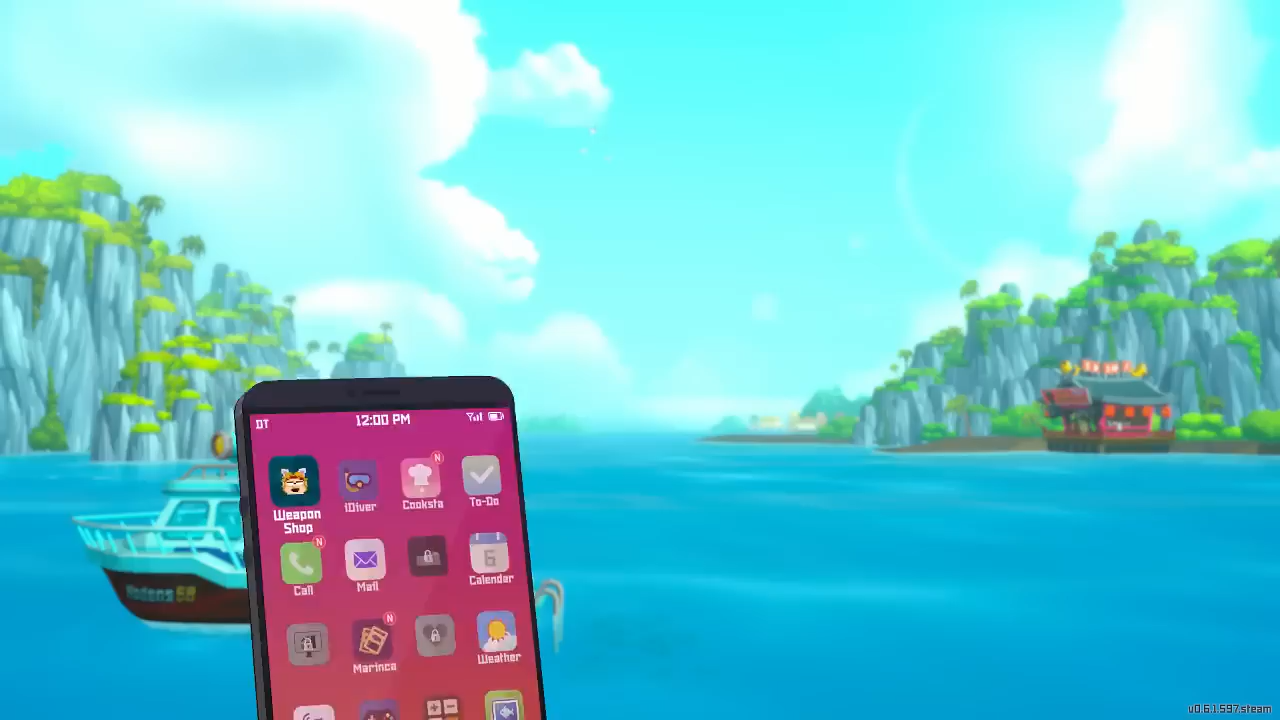 DT 12:00 PM
Weapon Shop
iDiver
Cooksta N
To-Do
Call N
Mail
6
Calendar
Marinca N
Weather
v0.6.1.597.steam